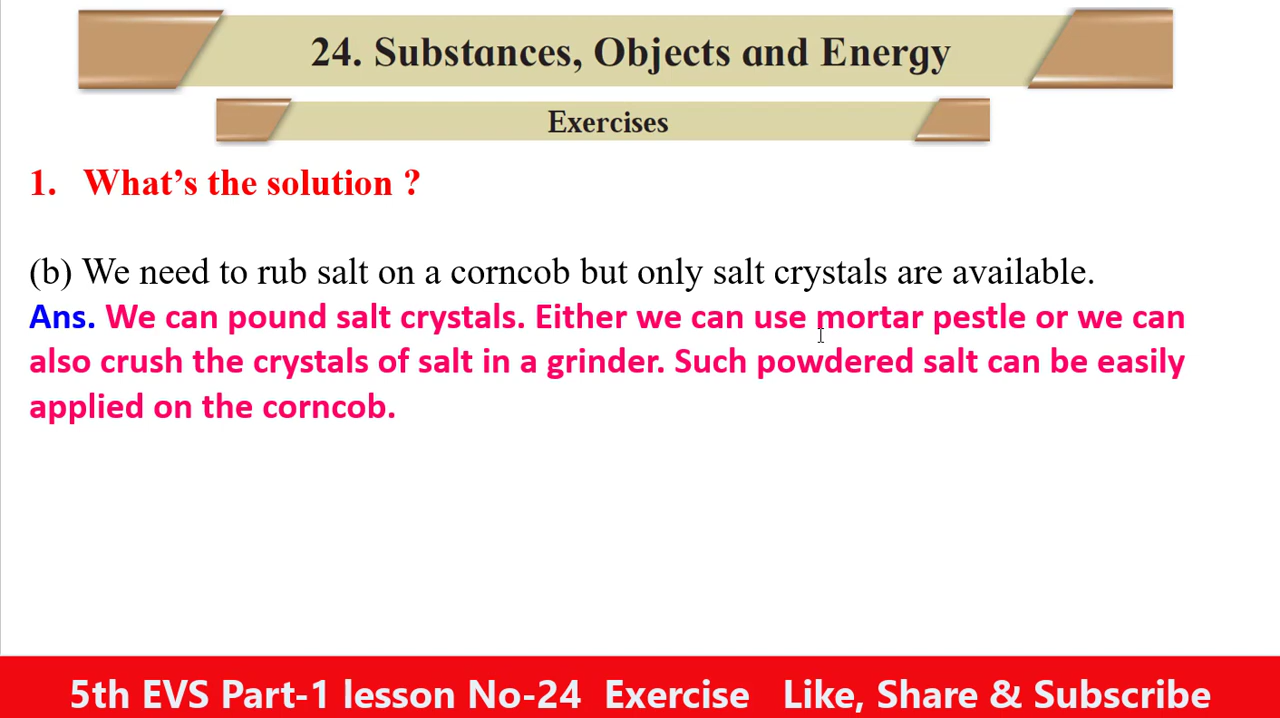 24. Substances, Objects and Energy
Exercises
1. What's the solution ?
(b) We need to rub salt on a corncob but only salt crystals are available.
Ans. We can pound salt crystals. Either we can use mortar pestle or we can
also crush the crystals of salt in a grinder. Such powdered salt can be easily
applied on the corncob.
5th EVS Part-1 lesson No-24 Exercise Like, Share & Subscribe